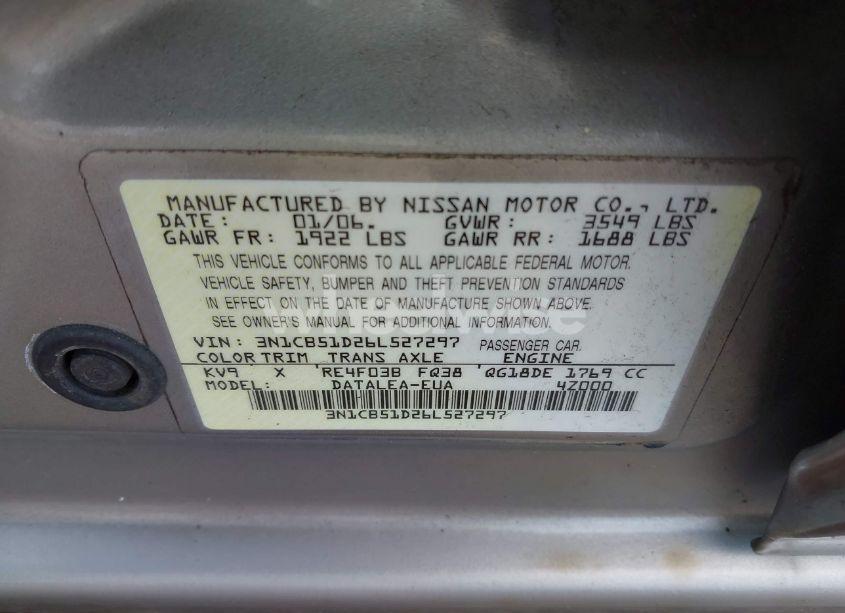 MANUFACTURED BY NISSAN MOTOR CO., LTD.
DATE: 01/06. GVWR: 3549 LBS
GAWR FR: 1922 LBS GAWR RR: 1688 LBS
THIS VEHICLE CONFORMS TO ALL APPLICABLE FEDERAL MOTOR.
VEHICLE SAFETY, BUMPER AND THEFT PREVENTION STANDARDS
IN EFFECT ON THE DATE OF MANUFACTURE SHOWN ABOVE.
SEE OWNER'S MANUAL FOR ADDITIONAL INFORMATION.
VIN: 3N1CB51D26L527297 PASSENGER CAR.
COLOR TRIM TRANS AXLE ENGINE
KV9 X 'RE4F03B FQ38 'QG18DE 1769 CC
MODEL: DATALEA-EUA 4Z000
3N1CB51D26L527297